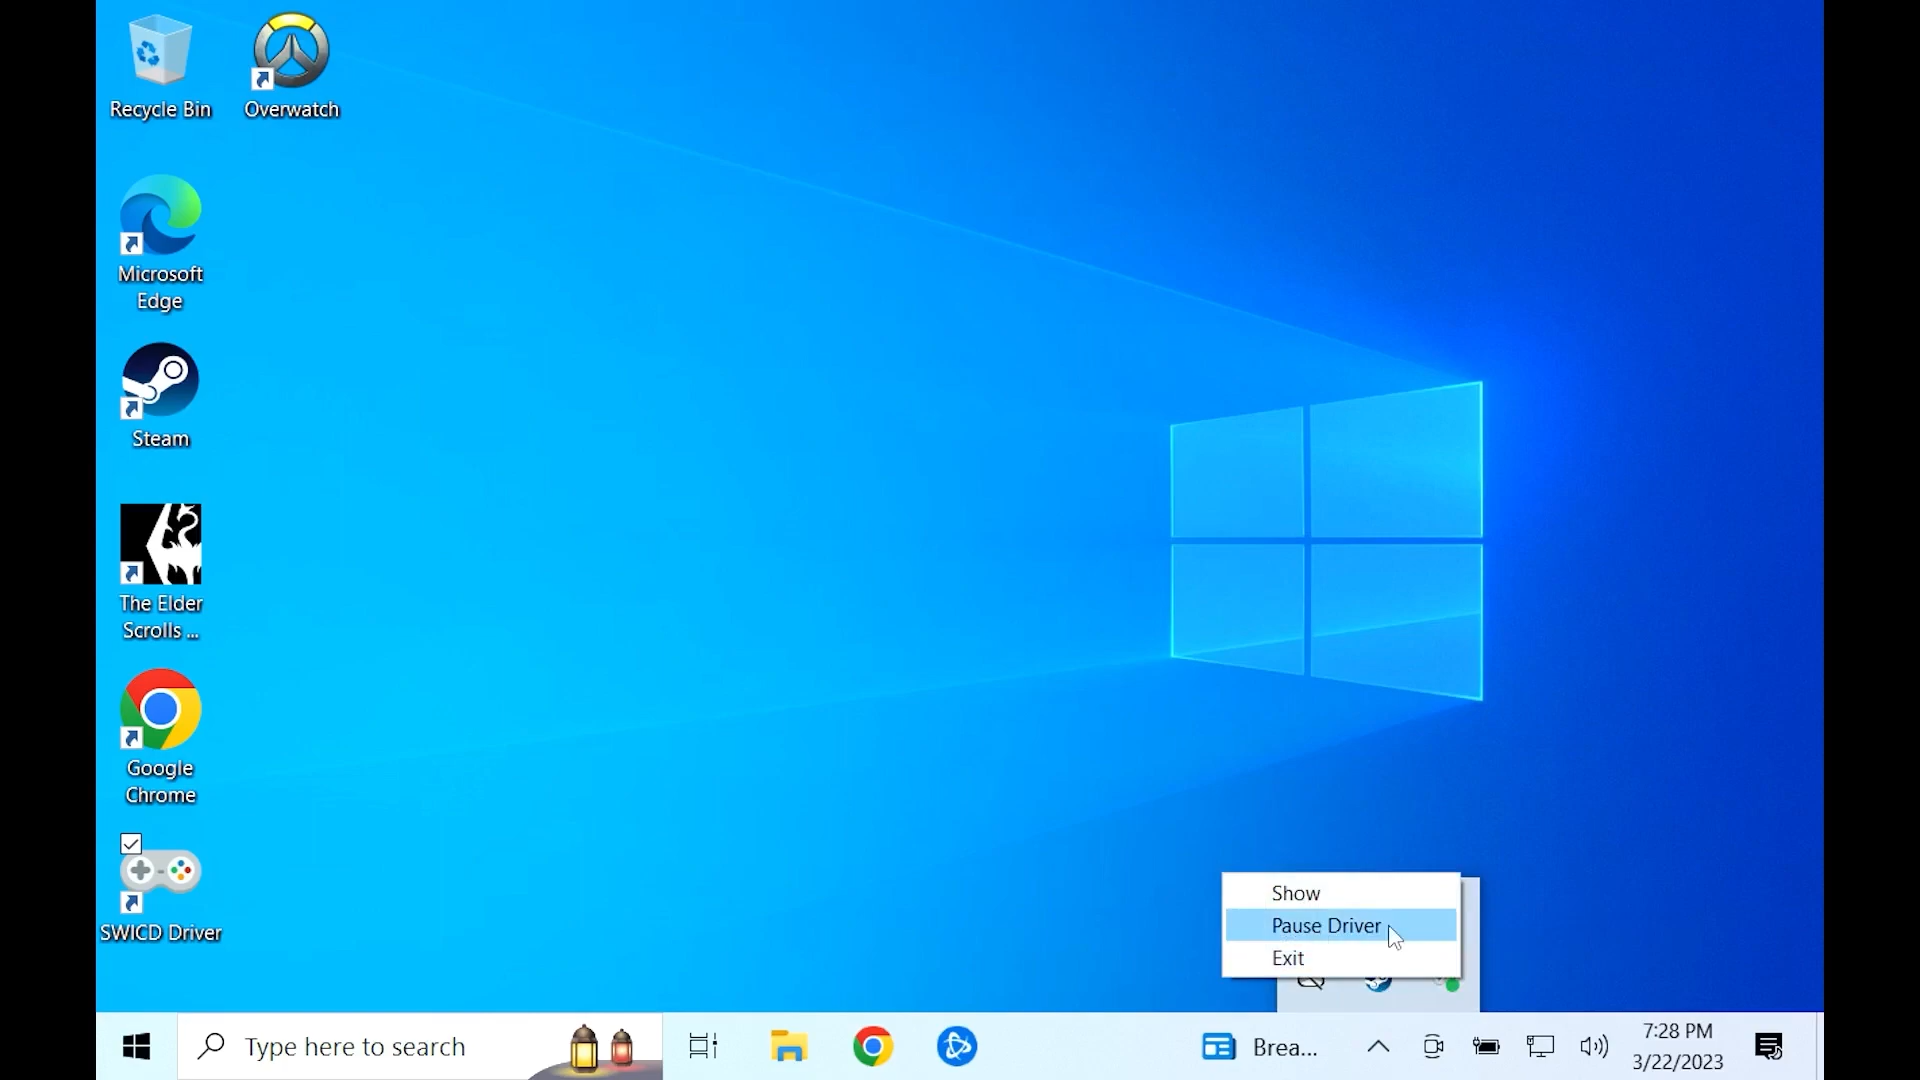 Recycle Bin
Overwatch
Microsoft
Edge
Steam
The Elder
Scrolls ...
Google
Chrome
SWICD Driver
Show
Pause Driver
Exit
Type here to search
Brea...
7:28 PM
3/22/2023